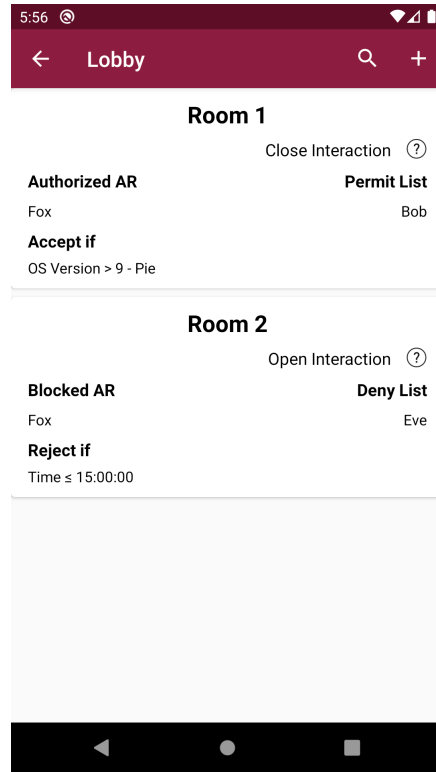 5:56
Lobby
Room 1
Close Interaction ?
Authorized AR Permit List
Fox Bob
Accept if
OS Version > 9 - Pie
Room 2
Open Interaction ?
Blocked AR Deny List
Fox Eve
Reject if
Time ≤ 15:00:00